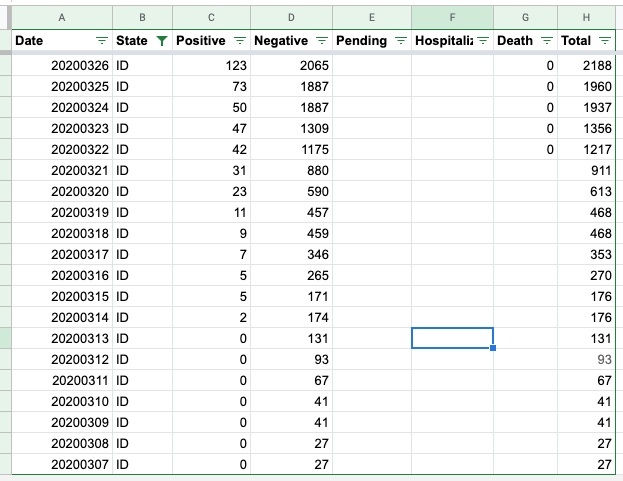 A B C D E F G H
Date State Positive Negative Pending Hospitaliz Death Total
20200326 ID 123 2065 0 2188
20200325 ID 73 1887 0 1960
20200324 ID 50 1887 0 1937
20200323 ID 47 1309 0 1356
20200322 ID 42 1175 0 1217
20200321 ID 31 880 911
20200320 ID 23 590 613
20200319 ID 11 457 468
20200318 ID 9 459 468
20200317 ID 7 346 353
20200316 ID 5 265 270
20200315 ID 5 171 176
20200314 ID 2 174 176
20200313 ID 0 131 131
20200312 ID 0 93 93
20200311 ID 0 67 67
20200310 ID 0 41 41
20200309 ID 0 41 41
20200308 ID 0 27 27
20200307 ID 0 27 27